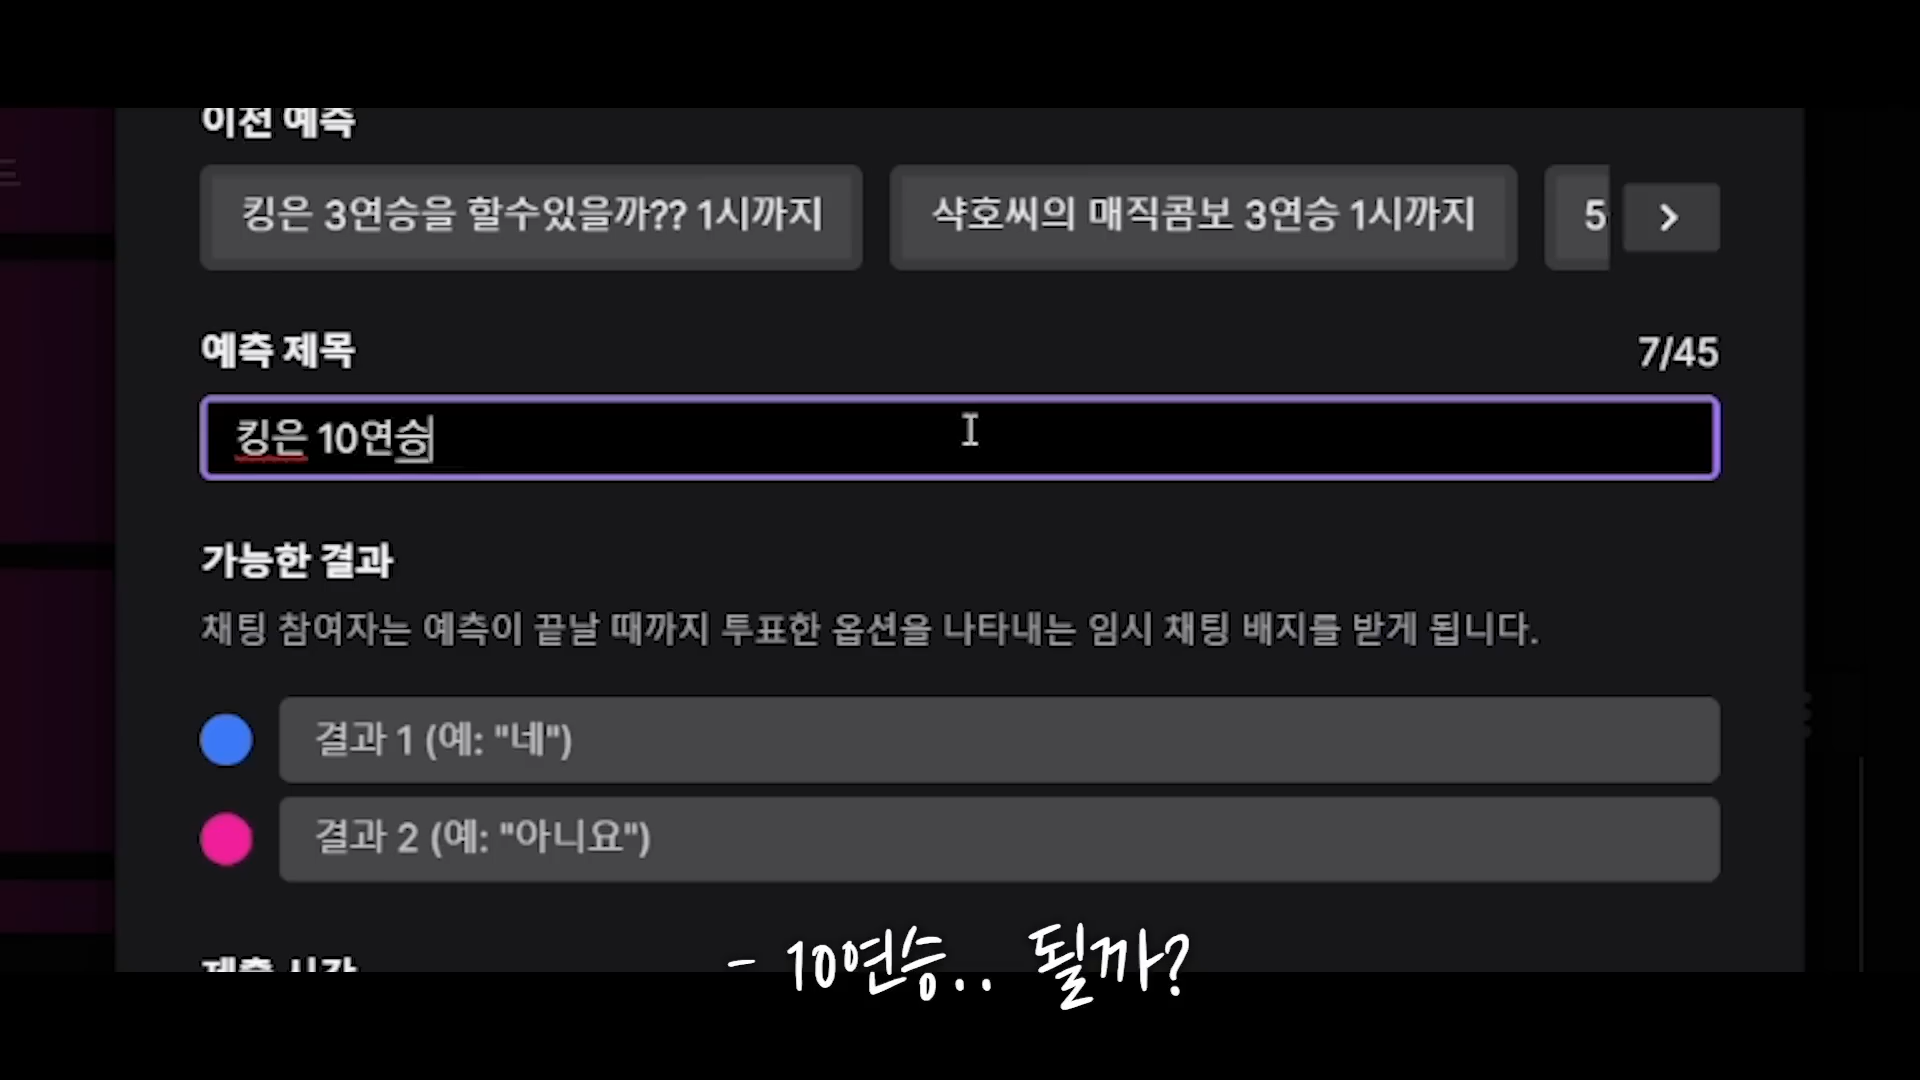 이전 예측
킹은 3연승을 할수있을까?? 1시까지
샥호씨의 매직콤보 3연승 1시까지
5
예측 제목
7/45
킹은 10연승
가능한 결과
채팅 참여자는 예측이 끝날 때까지 투표한 옵션을 나타내는 임시 채팅 배지를 받게 됩니다.
결과 1 (예: "네")
결과 2 (예: "아니요")
제출 시간
- 10연승.. 될까?